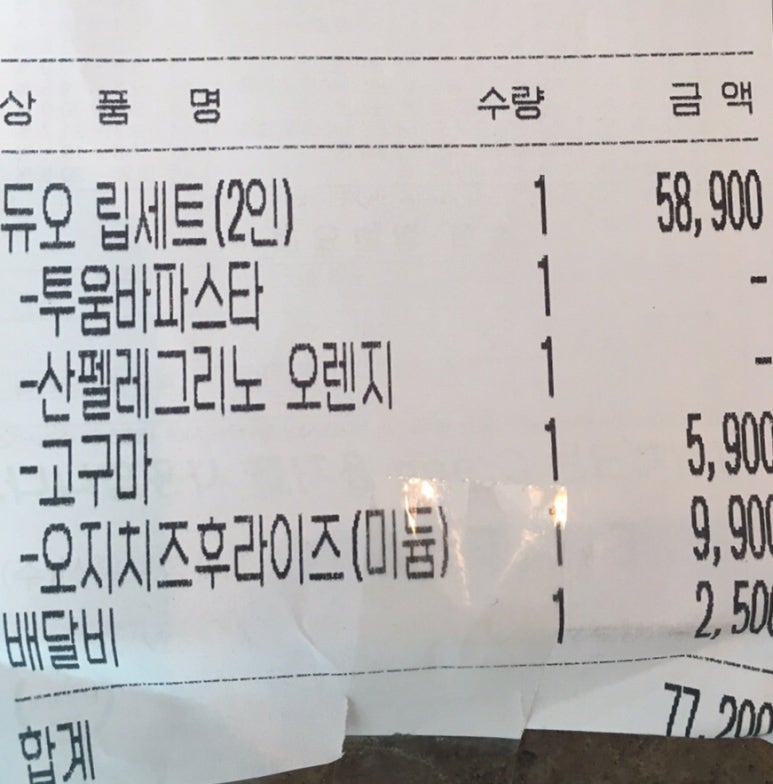 상 품 명 수량 금 액
듀오 립세트(2인) 1 58,900
-투움바파스타 1 -
-산펠레그리노 오렌지 1 -
-고구마 1 5,900
-오지치즈후라이즈(미듐) 1 9,900
배달비 1 2,500
합계 77,200